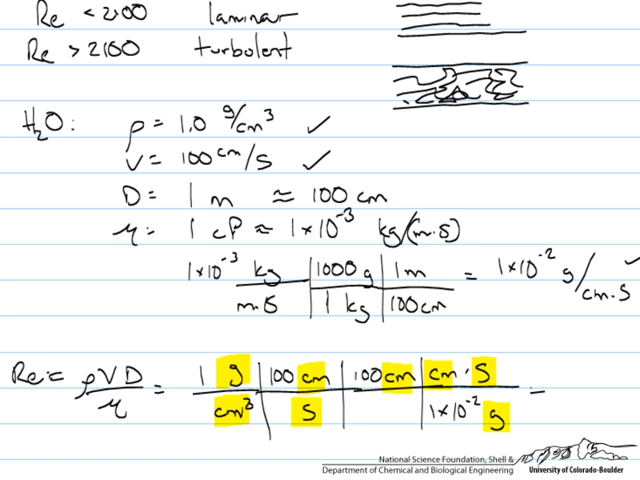 Re < 2100 laminar
Re > 2100 turbulent
H₂O: ρ = 1.0 g/cm³ ✓
V = 100 cm/s ✓
D = 1 m ≈ 100 cm
μ = 1 cP ≈ 1×10⁻³ kg/(m·s)
1×10⁻³ kg | 1000 g | 1 m = 1×10⁻² g/cm·s ✓
m·s | 1 kg | 100 cm
Re = ρVD/μ = 1 g | 100 cm | 100 cm | cm·s =
cm³ | s | | 1×10⁻² g
National Science Foundation, Shell &
Department of Chemical and Biological Engineering
University of Colorado-Boulder